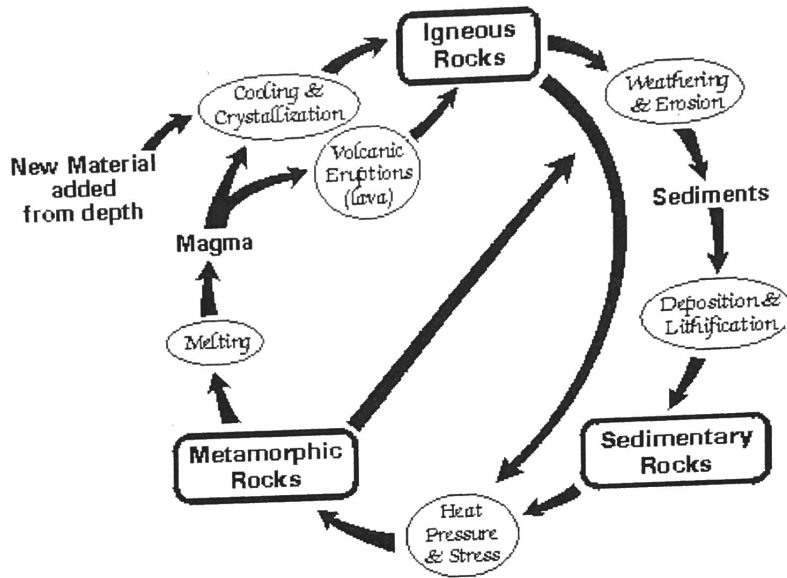 Igneous
Rocks
Weathering
& Erosion
Sediments
Deposition &
Lithification
Sedimentary
Rocks
Heat
Pressure
& Stress
Metamorphic
Rocks
Melting
Magma
Volcanic
Eruptions
(lava)
Cooling &
Crystallization
New Material
added
from depth